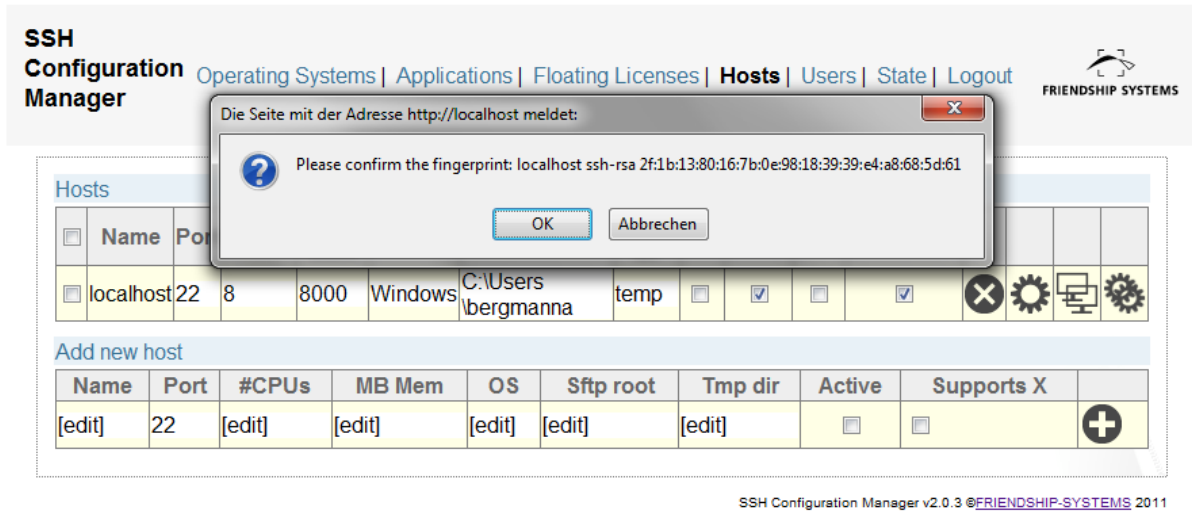 SSH
Configuration
Manager
Operating Systems | Applications | Floating Licenses | Hosts | Users | State | Logout
FRIENDSHIP SYSTEMS
Die Seite mit der Adresse http://localhost meldet:
Please confirm the fingerprint: localhost ssh-rsa 2f:1b:13:80:16:7b:0e:98:18:39:39:e4:a8:68:5d:61
OK Abbrechen
Hosts
Name
localhost 22 8 8000 Windows C:\Users temp
\bergmanna
Add new host
Name Port #CPUs MB Mem OS Sftp root Tmp dir Active Supports X
[edit] 22 [edit] [edit] [edit] [edit] [edit]
SSH Configuration Manager v2.0.3 ©FRIENDSHIP-SYSTEMS 2011